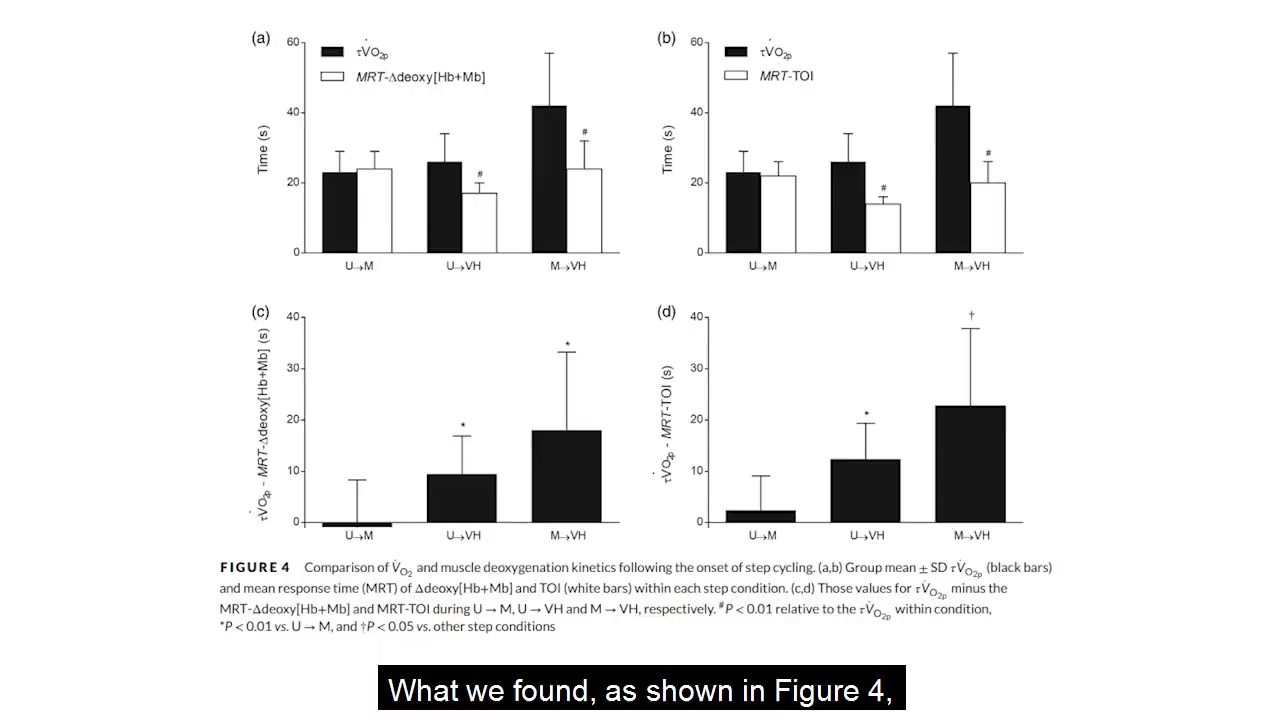 (a)
60
40
20
0
Time (s)
τV̇O₂ₚ
MRT-Δdeoxy[Hb+Mb]
#
#
U→M
U→VH
M→VH
(b)
60
40
20
0
Time (s)
τV̇O₂ₚ
MRT-TOI
#
#
U→M
U→VH
M→VH
(c)
40
30
20
10
0
τV̇O₂ₚ - MRT-Δdeoxy[Hb+Mb] (s)
*
*
U→M
U→VH
M→VH
(d)
40
30
20
10
0
τV̇O₂ₚ - MRT-TOI (s)
*
†
U→M
U→VH
M→VH
FIGURE 4 Comparison of V̇O₂ and muscle deoxygenation kinetics following the onset of step cycling. (a,b) Group mean ± SD τV̇O₂ₚ (black bars)
and mean response time (MRT) of Δdeoxy[Hb+Mb] and TOI (white bars) within each step condition. (c,d) Those values for τV̇O₂ₚ minus the
MRT-Δdeoxy[Hb+Mb] and MRT-TOI during U → M, U → VH and M → VH, respectively. #P < 0.01 relative to the τV̇O₂ₚ within condition,
*P < 0.01 vs. U → M, and †P < 0.05 vs. other step conditions
What we found, as shown in Figure 4,